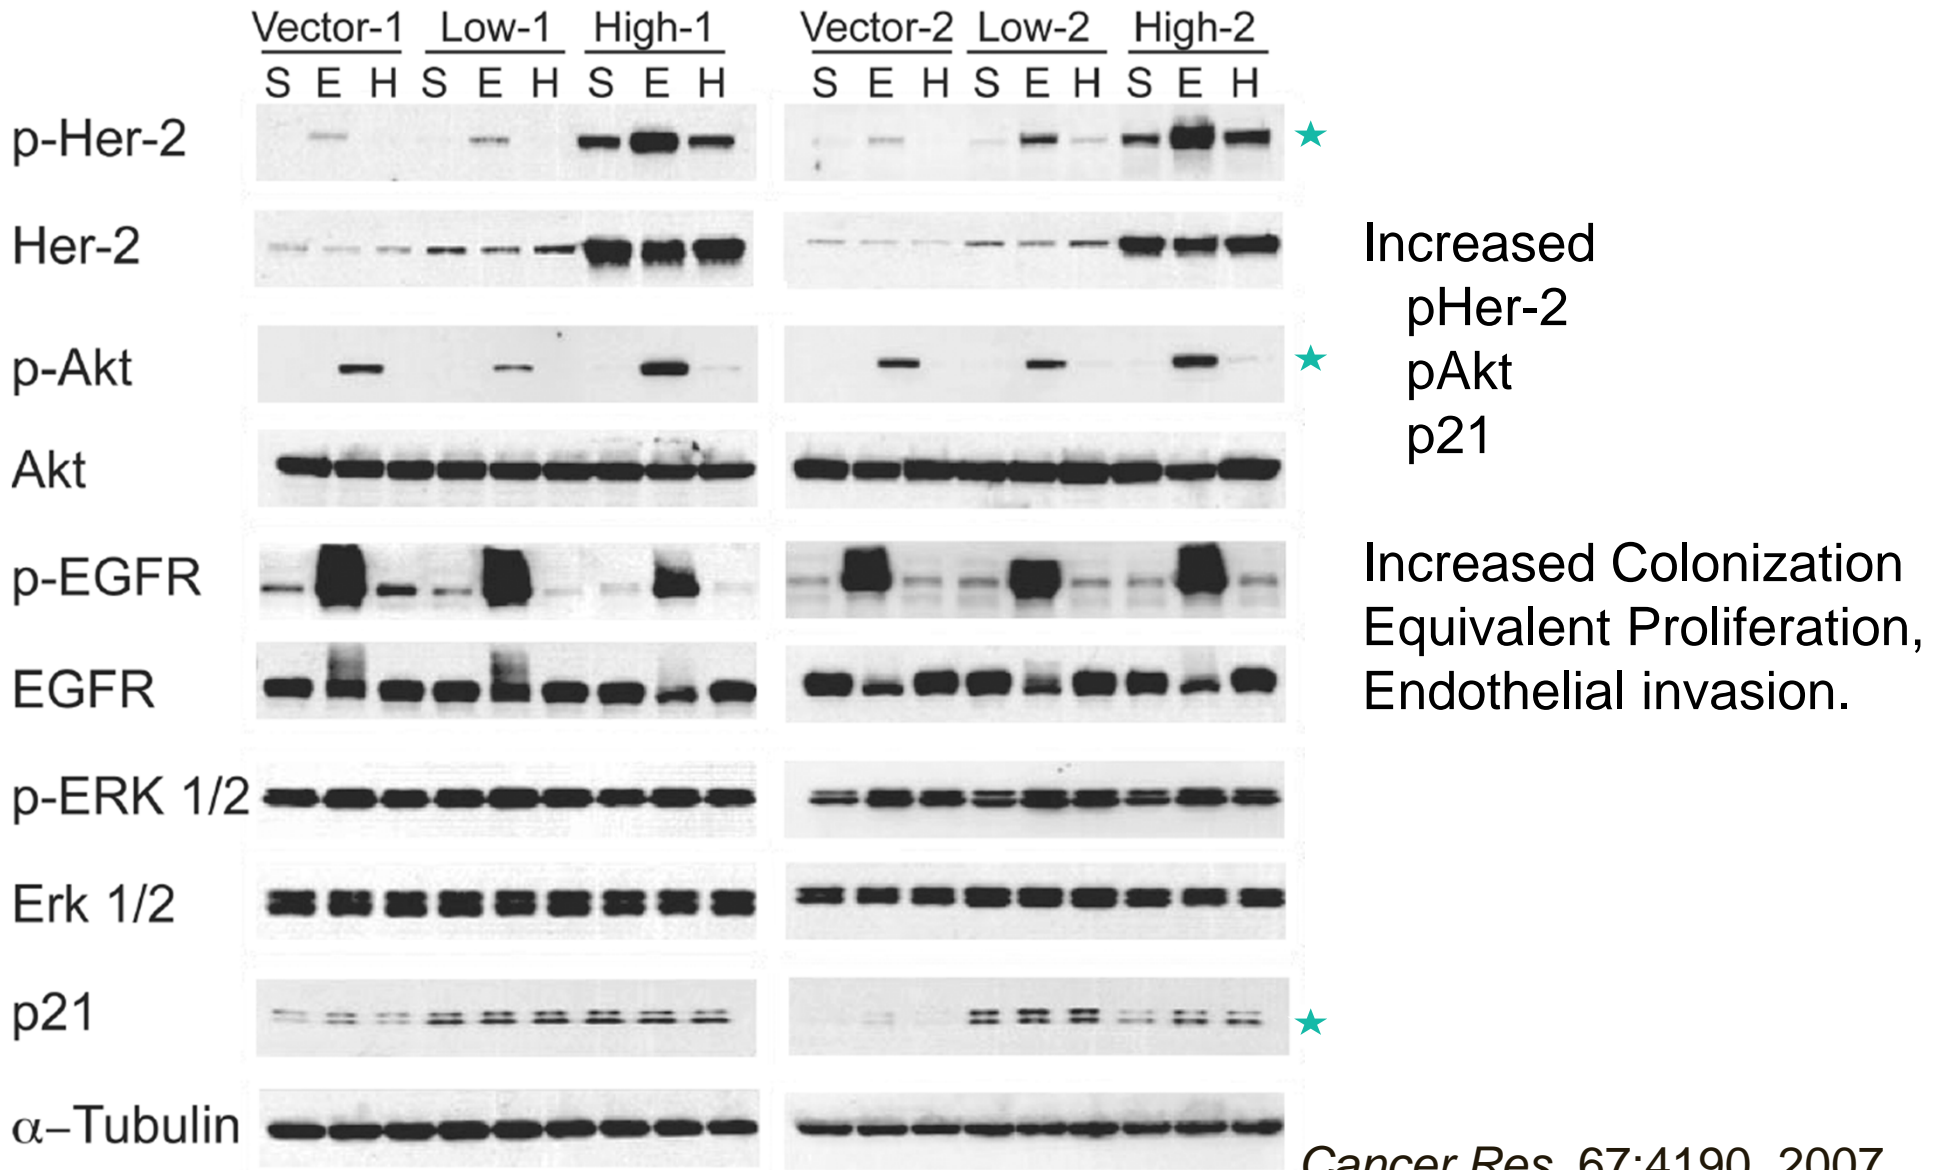 Vector-1 Low-1 High-1 Vector-2 Low-2 High-2
S E H S E H S E H S E H S E H S E H
p-Her-2
Her-2
p-Akt
Akt
p-EGFR
EGFR
p-ERK 1/2
Erk 1/2
p21
α–Tubulin
Increased
pHer-2
pAkt
p21
Increased Colonization
Equivalent Proliferation,
Endothelial invasion.
Cancer Res. 67:4190, 2007